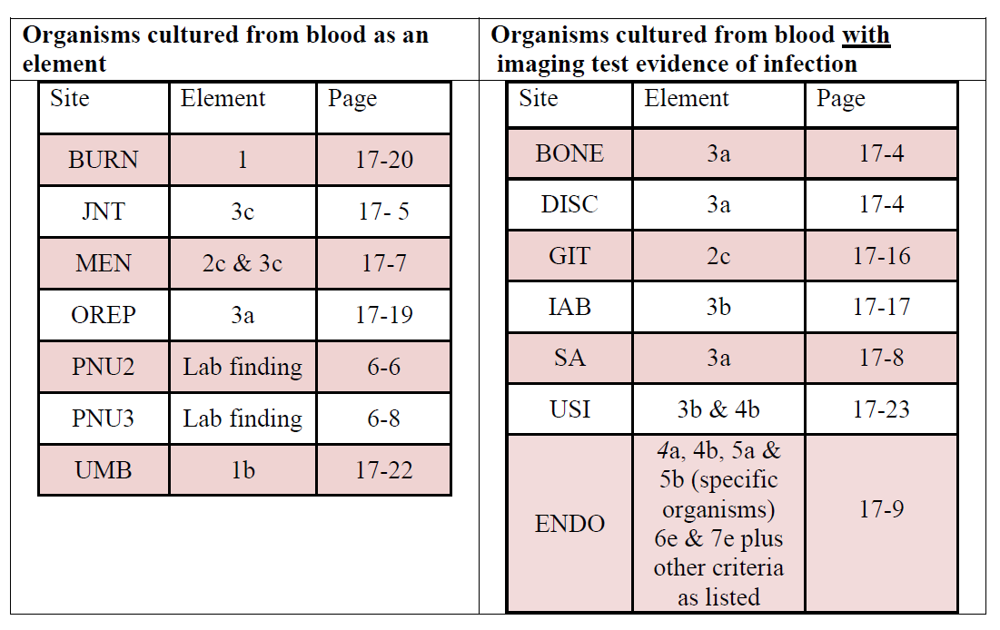 Organisms cultured from blood as an
element
Site Element Page
BURN 1 17-20
JNT 3c 17- 5
MEN 2c & 3c 17-7
OREP 3a 17-19
PNU2 Lab finding 6-6
PNU3 Lab finding 6-8
UMB 1b 17-22
Organisms cultured from blood with
imaging test evidence of infection
Site Element Page
BONE 3a 17-4
DISC 3a 17-4
GIT 2c 17-16
IAB 3b 17-17
SA 3a 17-8
USI 3b & 4b 17-23
ENDO
4a, 4b, 5a &
5b (specific
organisms)
6e & 7e plus
other criteria
as listed
17-9